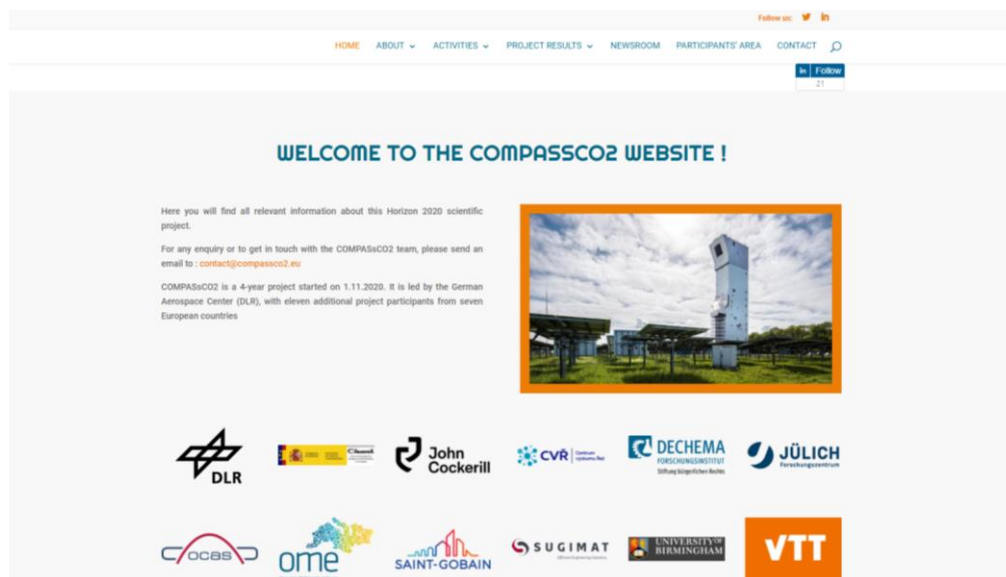 Follow us:
HOME ABOUT ACTIVITIES PROJECT RESULTS NEWSROOM PARTICIPANTS' AREA CONTACT
in Follow
21
WELCOME TO THE COMPASSCO2 WEBSITE !
Here you will find all relevant information about this Horizon 2020 scientific
project.
For any enquiry or to get in touch with the COMPASsCO2 team, please send an
email to : contact@compassco2.eu
COMPASsCO2 is a 4-year project started on 1.11.2020. It is led by the German
Aerospace Center (DLR), with eleven additional project participants from seven
European countries
DLR
Ciemat
John
Cockerill
CVŘ
DECHEMA
FORSCHUNGSINSTITUT
Stiftung bürgerlichen Rechts
JÜLICH
Forschungszentrum
ocas
ome
SAINT-GOBAIN
SUGIMAT
UNIVERSITY OF
BIRMINGHAM
VTT